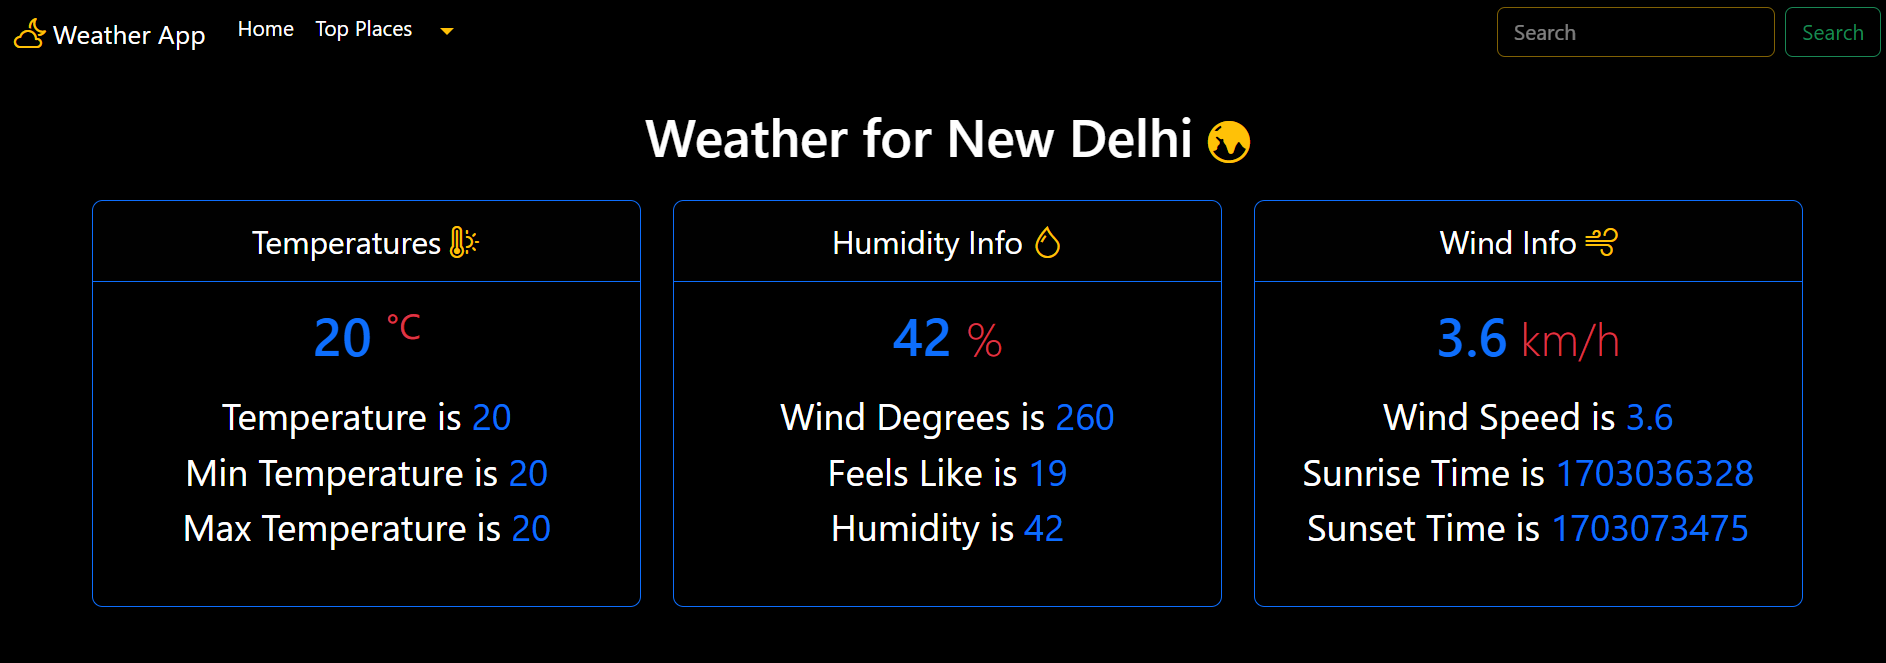 Weather App Home Top Places Search Search
Weather for New Delhi
Temperatures
20 °C
Temperature is 20
Min Temperature is 20
Max Temperature is 20
Humidity Info
42 %
Wind Degrees is 260
Feels Like is 19
Humidity is 42
Wind Info
3.6 km/h
Wind Speed is 3.6
Sunrise Time is 1703036328
Sunset Time is 1703073475